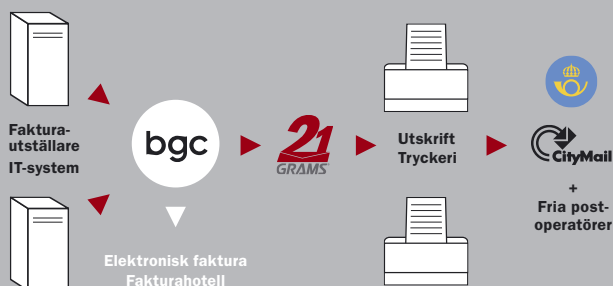 Faktura-
utställare
IT-system
bgc
21
GRAMS
Utskrift
Tryckeri
CityMail
+
Fria post-
operatörer
Elektronisk faktura
Fakturahotell